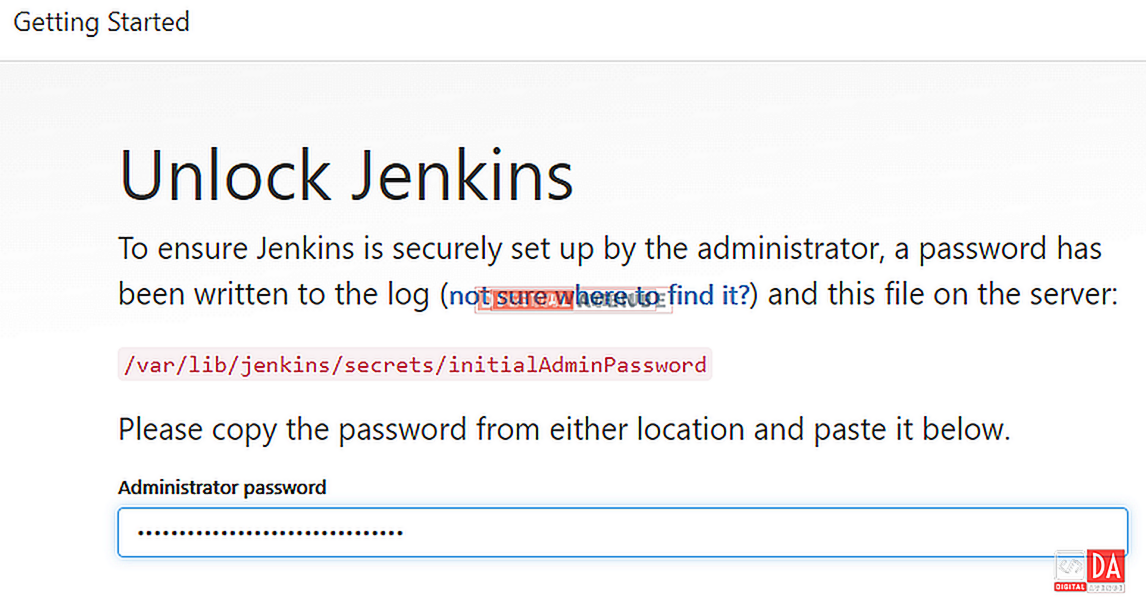 Getting Started
Unlock Jenkins
To ensure Jenkins is securely set up by the administrator, a password has
been written to the log (not sure where to find it?) and this file on the server:
/var/lib/jenkins/secrets/initialAdminPassword
Please copy the password from either location and paste it below.
Administrator password
••••••••••••••••••••••••••••••••
DA
DIGITAL